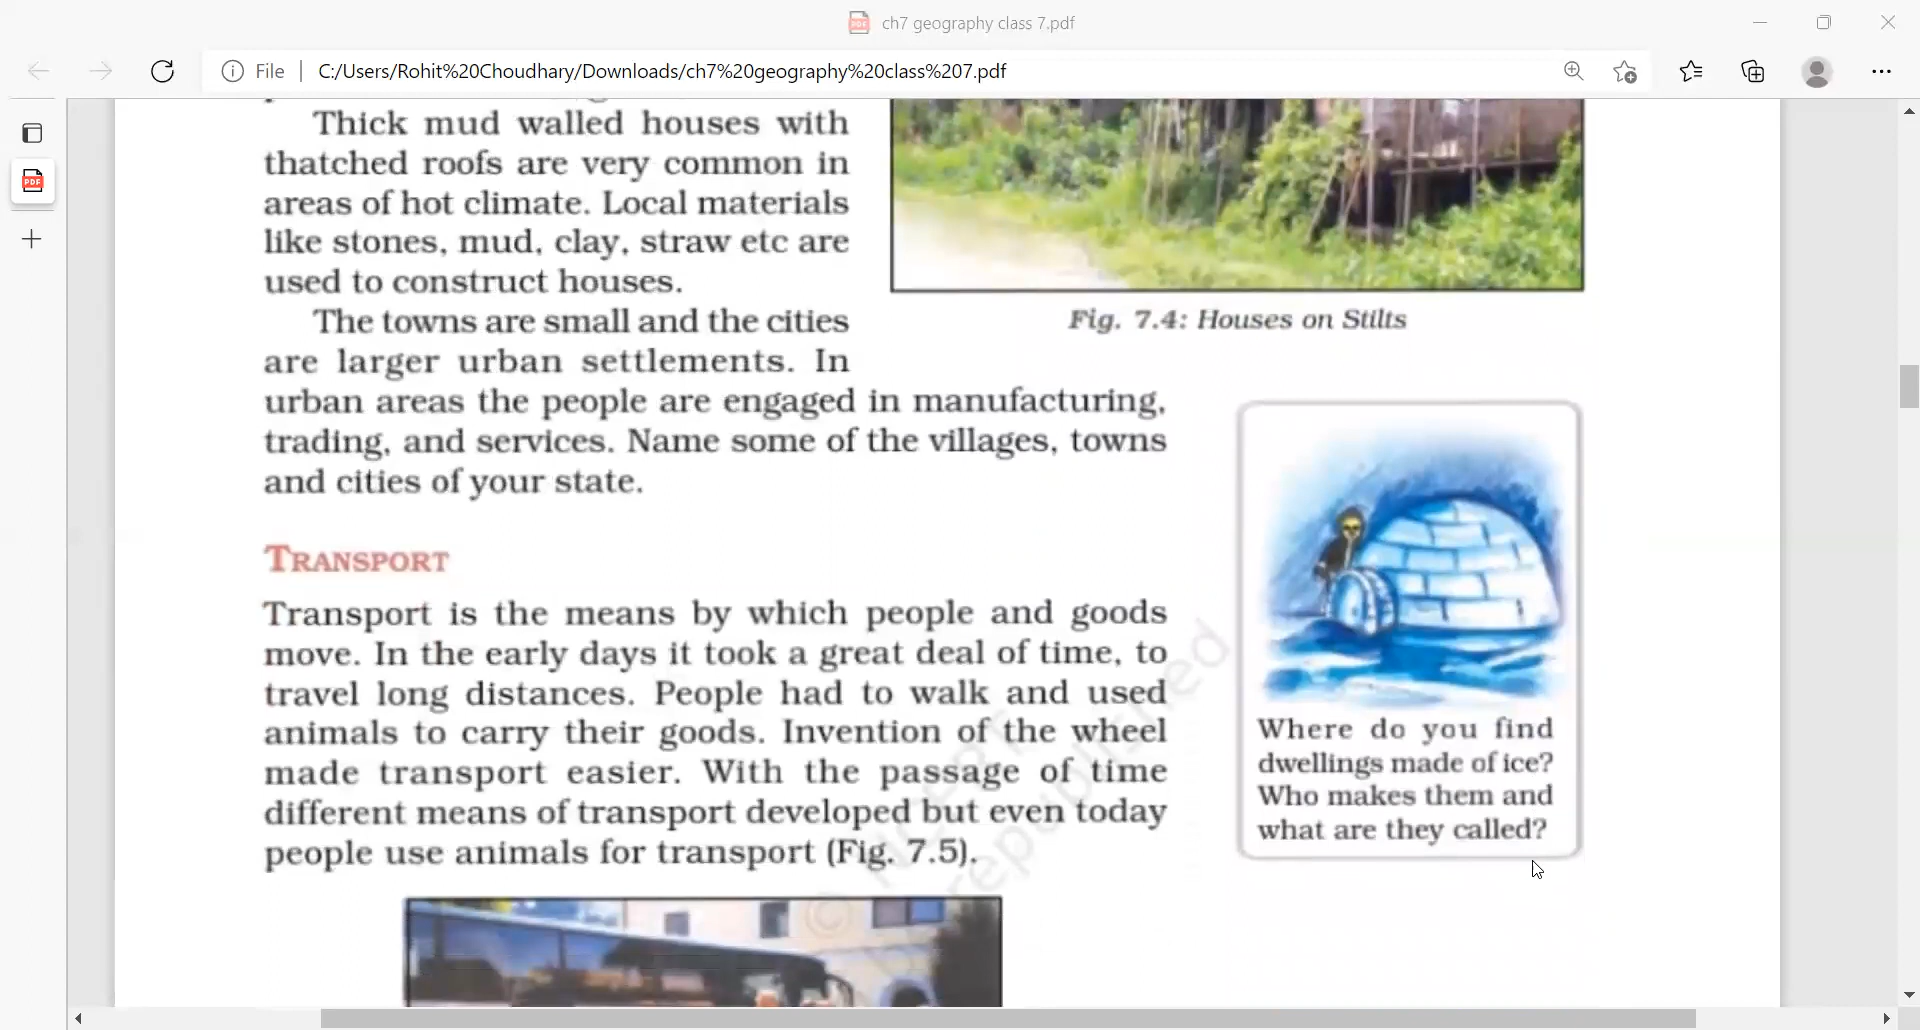 ch7 geography class 7.pdf
File
C:/Users/Rohit%20Choudhary/Downloads/ch7%20geography%20class%207.pdf
PDF
Thick mud walled houses with
thatched roofs are very common in
areas of hot climate. Local materials
like stones, mud, clay, straw etc are
used to construct houses.
The towns are small and the cities
are larger urban settlements. In
urban areas the people are engaged in manufacturing,
trading, and services. Name some of the villages, towns
and cities of your state.
Fig. 7.4: Houses on Stilts
TRANSPORT
Transport is the means by which people and goods
move. In the early days it took a great deal of time, to
travel long distances. People had to walk and used
animals to carry their goods. Invention of the wheel
made transport easier. With the passage of time
different means of transport developed but even today
people use animals for transport (Fig. 7.5).
Where do you find
dwellings made of ice?
Who makes them and
what are they called?
© NCERT
republished